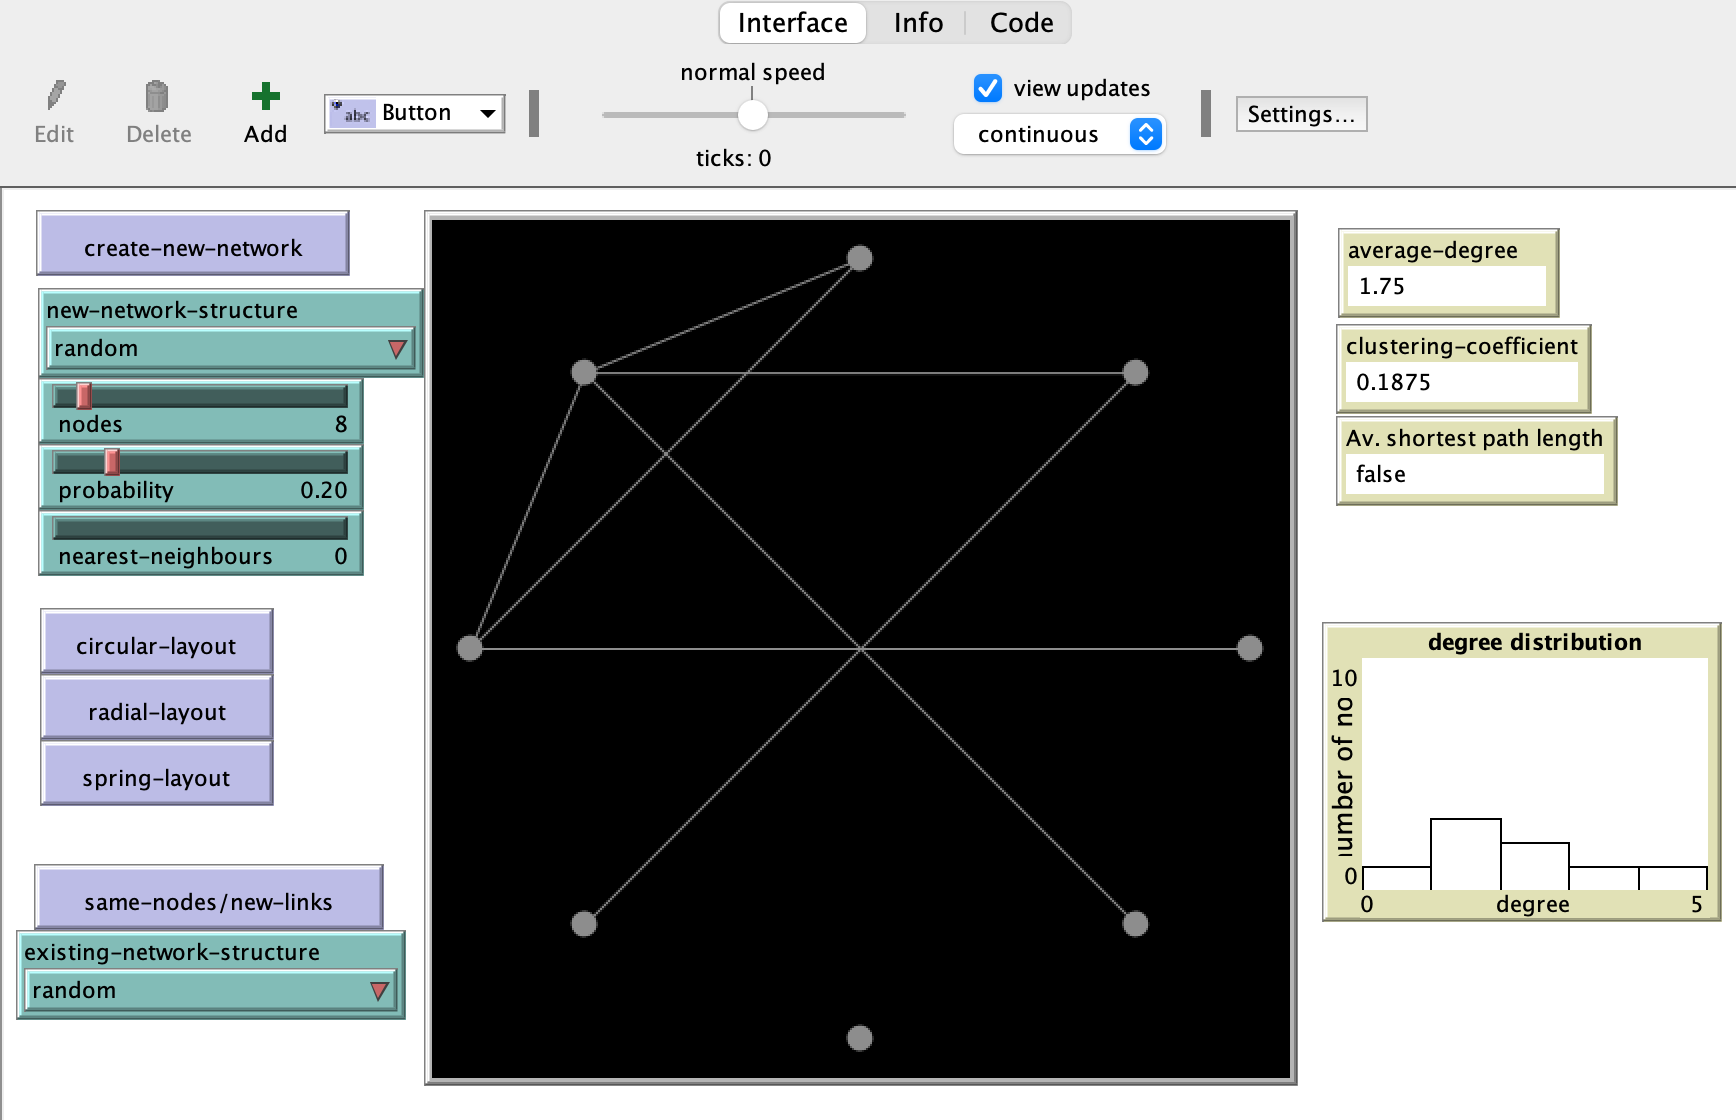 Interface Info Code
normal speed
view updates
Edit Delete Add abc Button
continuous
Settings...
ticks: 0
create-new-network
new-network-structure
random
nodes 8
probability 0.20
nearest-neighbours 0
circular-layout
radial-layout
spring-layout
same-nodes/new-links
existing-network-structure
random
average-degree
1.75
clustering-coefficient
0.1875
Av. shortest path length
false
degree distribution
10
umber of no
0
0 degree 5